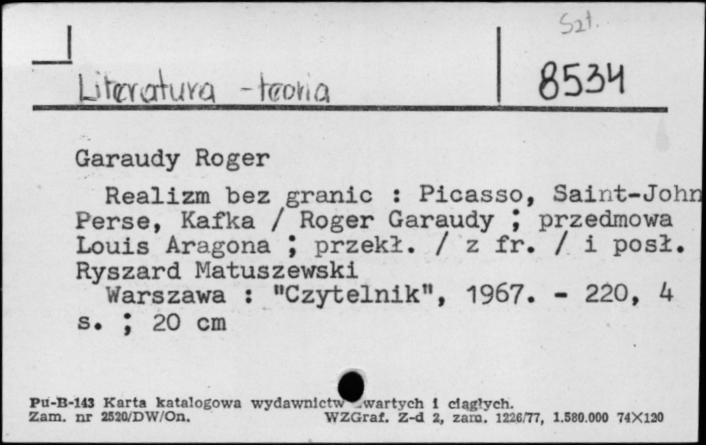 Szt.
Literatura - teoria
8534
Garaudy Roger
Realizm bez granic : Picasso, Saint-John
Perse, Kafka / Roger Garaudy ; przedmowa
Louis Aragona ; przekł. / z fr. / i posł.
Ryszard Matuszewski
Warszawa : "Czytelnik", 1967. - 220, 4
s. ; 20 cm
Pu-B-143 Karta katalogowa wydawnictw zwartych i ciągłych.
Zam. nr 2520/DW/On. WZGraf. Z-d 2, zam. 1226/77, 1.580.000 74X120